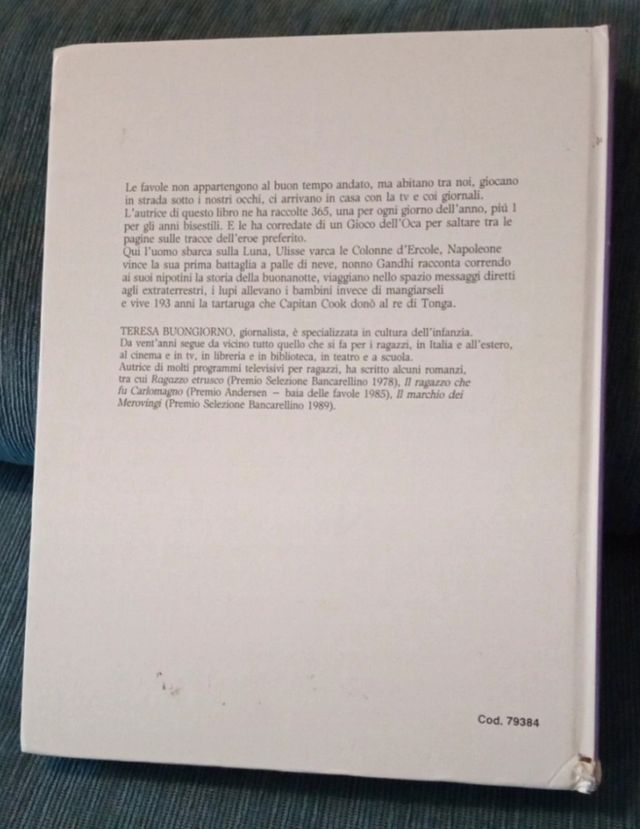 Le favole non appartengono al buon tempo andato, ma abitano tra noi, giocano
in strada sotto i nostri occhi, ci arrivano in casa con la tv e coi giornali.
L'autrice di questo libro ne ha raccolte 365, una per ogni giorno dell'anno, piú 1
per gli anni bisestili. E le ha corredate di un Gioco dell'Oca per saltare tra le
pagine sulle tracce dell'eroe preferito.
Qui l'uomo sbarca sulla Luna, Ulisse varca le Colonne d'Ercole, Napoleone
vince la sua prima battaglia a palle di neve, nonno Gandhi racconta correndo
ai suoi nipotini la storia della buonanotte, viaggiano nello spazio messaggi diretti
agli extraterrestri, i lupi allevano i bambini invece di mangiarseli
e vive 193 anni la tartaruga che Capitan Cook donò al re di Tonga.
TERESA BUONGIORNO, giornalista, è specializzata in cultura dell'infanzia.
Da vent'anni segue da vicino tutto quello che si fa per i ragazzi, in Italia e all'estero,
al cinema e in tv, in libreria e in biblioteca, in teatro e a scuola.
Autrice di molti programmi televisivi per ragazzi, ha scritto alcuni romanzi,
tra cui Ragazzo etrusco (Premio Selezione Bancarellino 1978), Il ragazzo che
fu Carlomagno (Premio Andersen – baia delle favole 1985), Il marchio dei
Merovingi (Premio Selezione Bancarellino 1989).
Cod. 79384